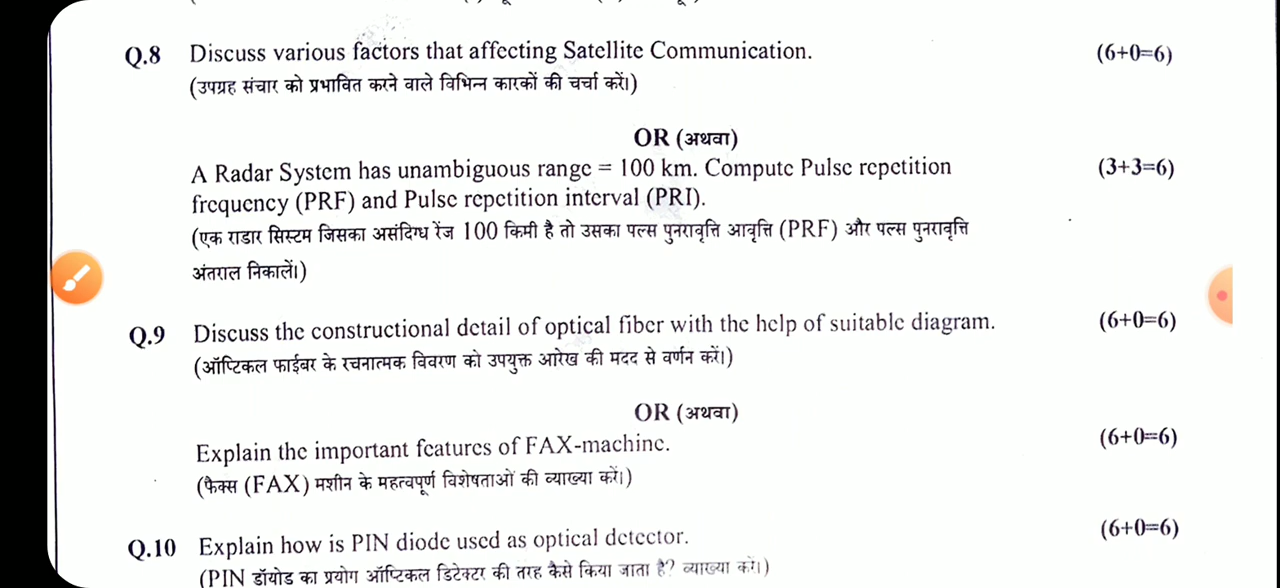 Q.8 Discuss various factors that affecting Satellite Communication. (6+0=6)
(उपग्रह संचार को प्रभावित करने वाले विभिन्न कारकों की चर्चा करें।)
OR (अथवा)
A Radar System has unambiguous range = 100 km. Compute Pulse repetition (3+3=6)
frequency (PRF) and Pulse repetition interval (PRI).
(एक राडार सिस्टम जिसका असंदिग्ध रेंज 100 किमी है तो उसका पल्स पुनरावृत्ति आवृत्ति (PRF) और पल्स पुनरावृत्ति
अंतराल निकालें।)
Q.9 Discuss the constructional detail of optical fiber with the help of suitable diagram. (6+0=6)
(ऑप्टिकल फाईबर के रचनात्मक विवरण को उपयुक्त आरेख की मदद से वर्णन करें।)
OR (अथवा)
Explain the important features of FAX-machine. (6+0=6)
(फैक्स (FAX) मशीन के महत्वपूर्ण विशेषताओं की व्याख्या करें।)
Q.10 Explain how is PIN diode used as optical detector. (6+0=6)
(PIN डॉयोड का प्रयोग ऑप्टिकल डिटेक्टर की तरह कैसे किया जाता है? व्याख्या करें।)